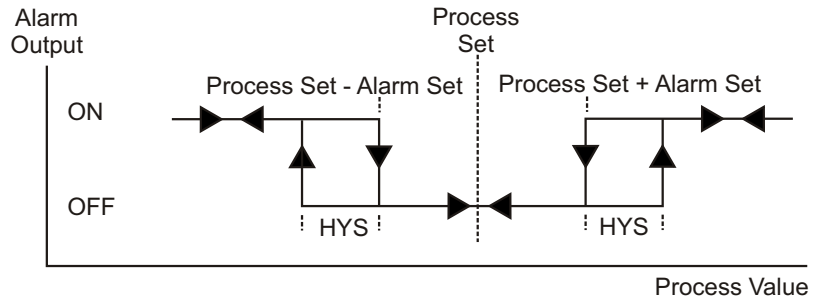 Alarm
Output
Process
Set
Process Set - Alarm Set
Process Set + Alarm Set
ON
OFF
HYS
HYS
Process Value